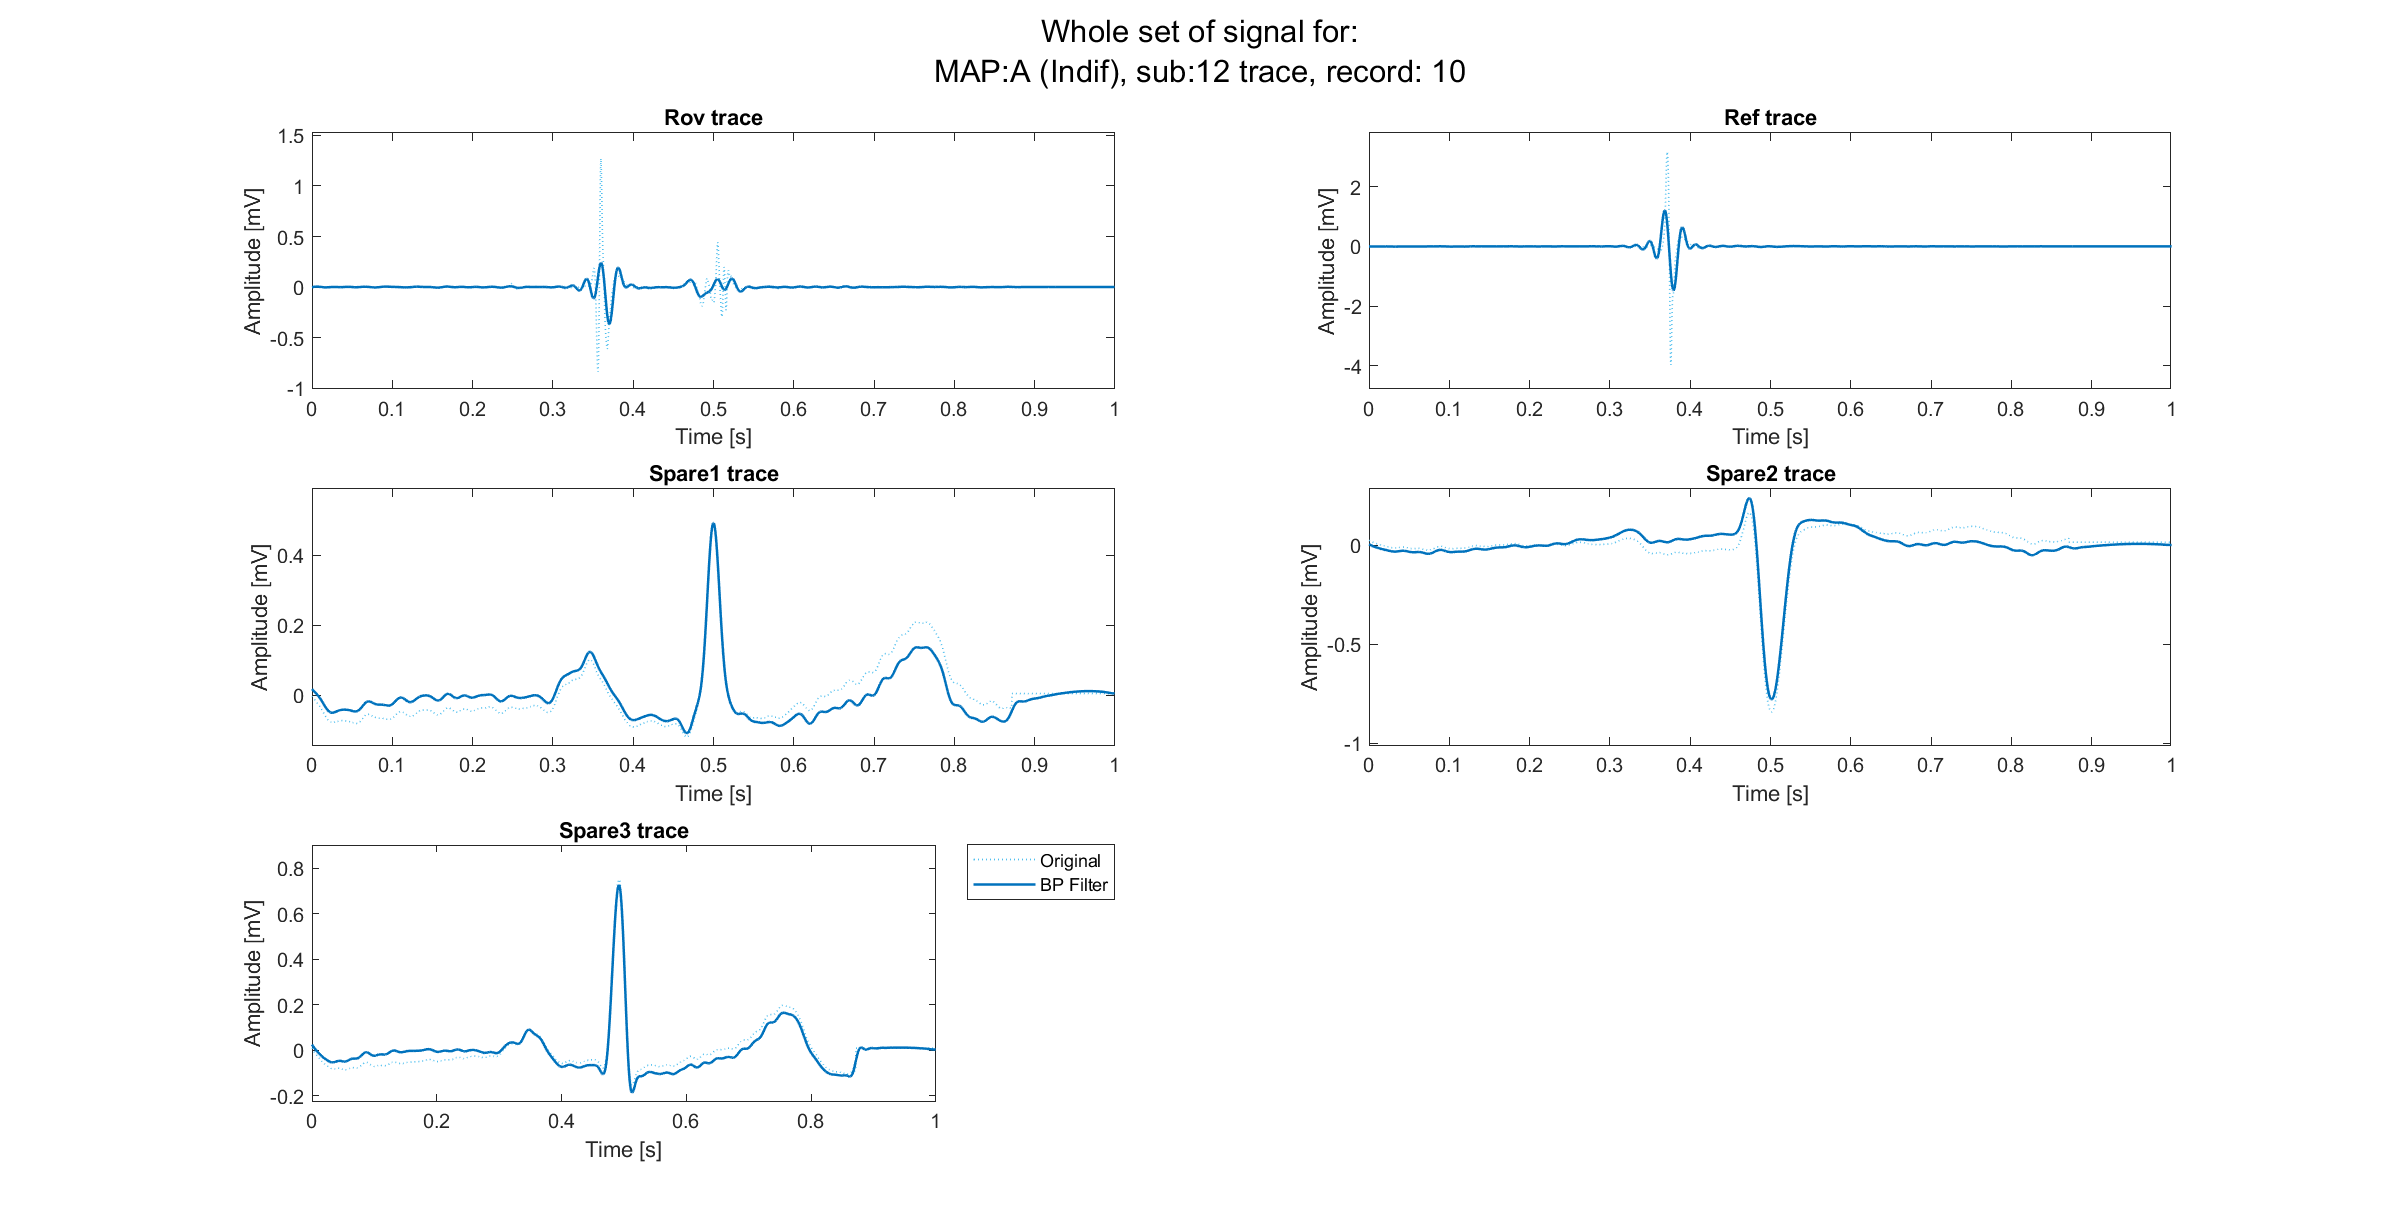 Whole set of signal for:
MAP:A (Indif), sub:12 trace, record: 10
Rov trace
1.5
1
0.5
0
-0.5
-1
Amplitude [mV]
0 0.1 0.2 0.3 0.4 0.5 0.6 0.7 0.8 0.9 1
Time [s]
Ref trace
2
0
-2
-4
Amplitude [mV]
0 0.1 0.2 0.3 0.4 0.5 0.6 0.7 0.8 0.9 1
Time [s]
Spare1 trace
0.4
0.2
0
Amplitude [mV]
0 0.1 0.2 0.3 0.4 0.5 0.6 0.7 0.8 0.9 1
Time [s]
Spare2 trace
0
-0.5
-1
Amplitude [mV]
0 0.1 0.2 0.3 0.4 0.5 0.6 0.7 0.8 0.9 1
Time [s]
Spare3 trace
0.8
0.6
0.4
0.2
0
-0.2
Amplitude [mV]
0 0.2 0.4 0.6 0.8 1
Time [s]
Original
BP Filter